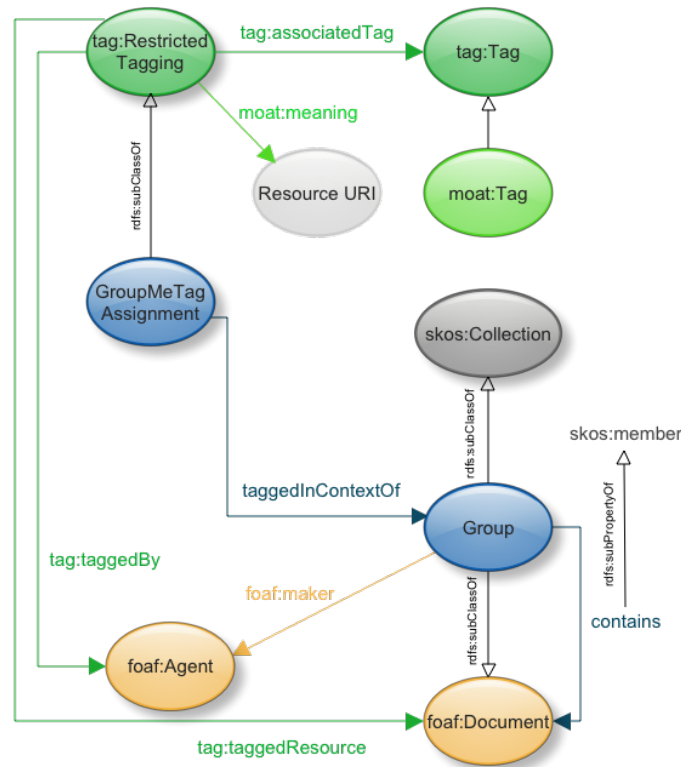 tag:Restricted
Tagging
tag:associatedTag
tag:Tag
moat:meaning
rdfs:subClassOf
Resource URI
moat:Tag
GroupMeTag
Assignment
skos:Collection
rdfs:subClassOf
skos:member
taggedInContextOf
Group
rdfs:subPropertyOf
tag:taggedBy
foaf:maker
rdfs:subClassOf
contains
foaf:Agent
foaf:Document
tag:taggedResource